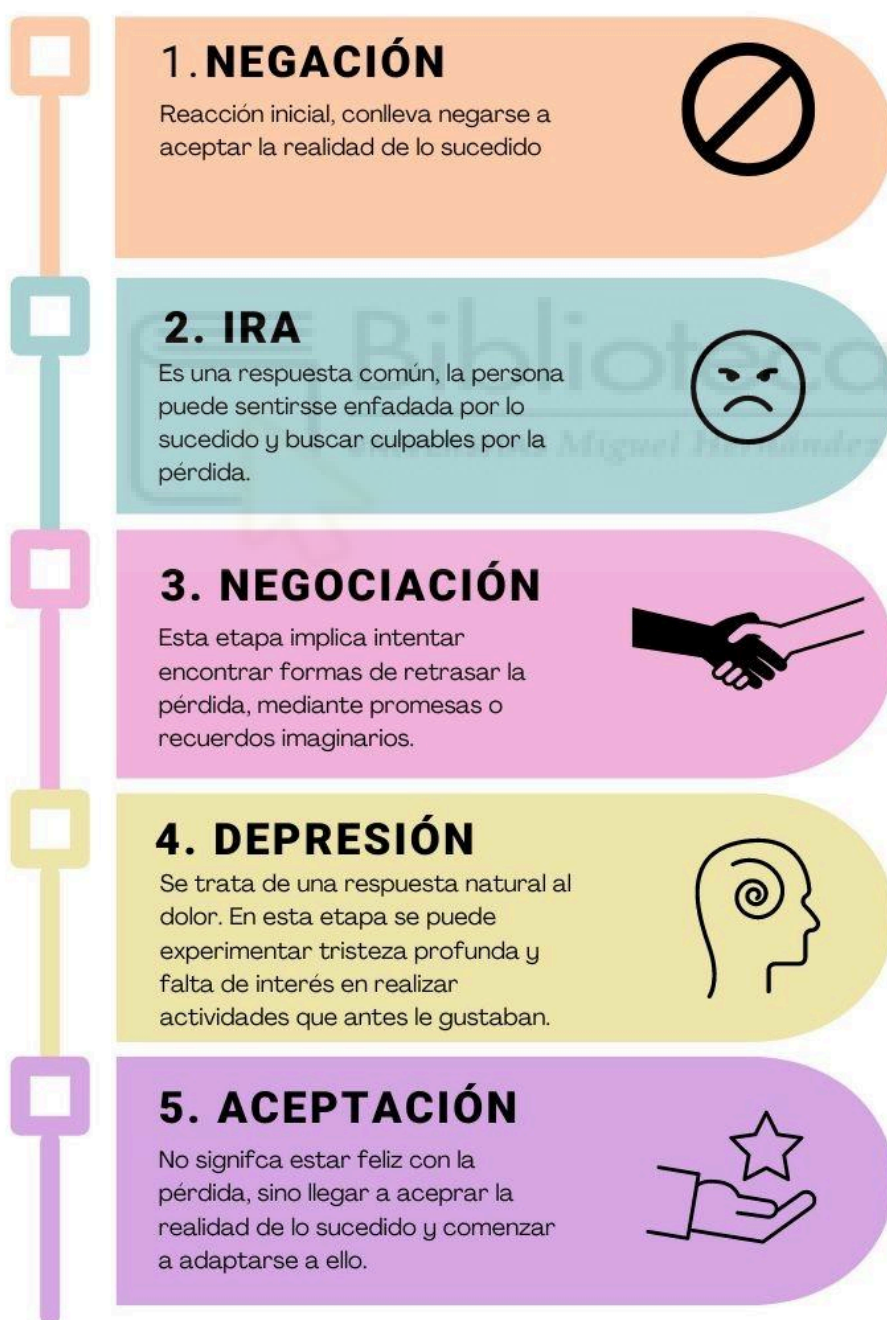 1. NEGACIÓN
Reacción inicial, conlleva negarse a
aceptar la realidad de lo sucedido
2. IRA
Biblioteca
Es una respuesta común, la persona
puede sentirsse enfadada por lo
sucedido y buscar culpables por la
pérdida.
Miguel Hernández
3. NEGOCIACIÓN
Esta etapa implica intentar
encontrar formas de retrasar la
pérdida, mediante promesas o
recuerdos imaginarios.
4. DEPRESIÓN
Se trata de una respuesta natural al
dolor. En esta etapa se puede
experimentar tristeza profunda y
falta de interés en realizar
actividades que antes le gustaban.
5. ACEPTACIÓN
No signifca estar feliz con la
pérdida, sino llegar a aceprar la
realidad de lo sucedido y comenzar
a adaptarse a ello.